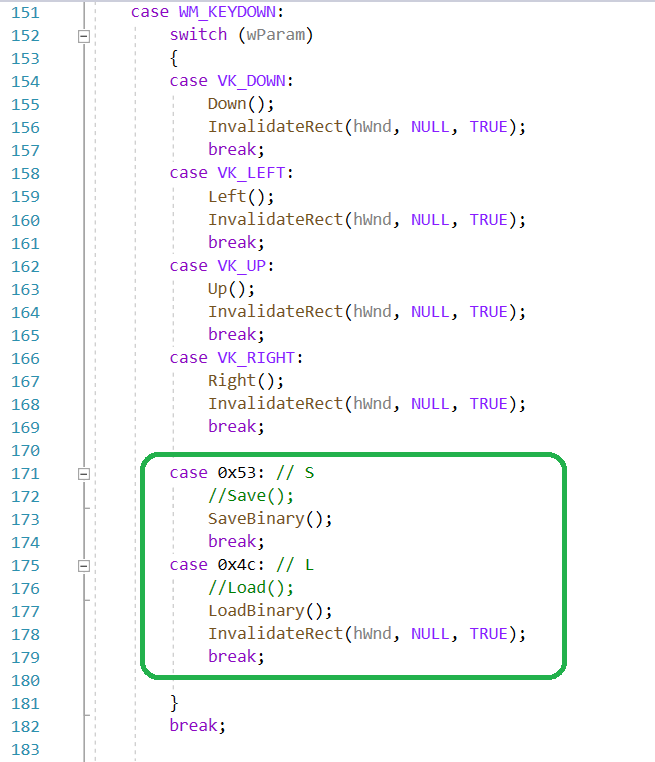 151 case WM_KEYDOWN:
152 switch (wParam)
153 {
154 case VK_DOWN:
155 Down();
156 InvalidateRect(hWnd, NULL, TRUE);
157 break;
158 case VK_LEFT:
159 Left();
160 InvalidateRect(hWnd, NULL, TRUE);
161 break;
162 case VK_UP:
163 Up();
164 InvalidateRect(hWnd, NULL, TRUE);
165 break;
166 case VK_RIGHT:
167 Right();
168 InvalidateRect(hWnd, NULL, TRUE);
169 break;
170
171 case 0x53: // S
172 //Save();
173 SaveBinary();
174 break;
175 case 0x4c: // L
176 //Load();
177 LoadBinary();
178 InvalidateRect(hWnd, NULL, TRUE);
179 break;
180
181 }
182 break;
183